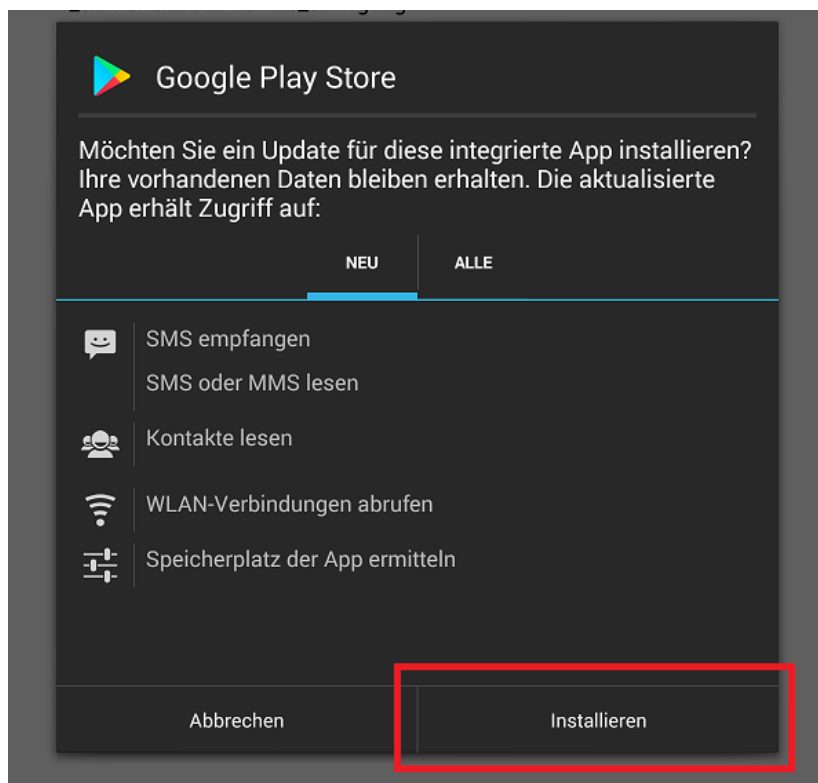 Google Play Store
Möchten Sie ein Update für diese integrierte App installieren?
Ihre vorhandenen Daten bleiben erhalten. Die aktualisierte
App erhält Zugriff auf:
NEU ALLE
SMS empfangen
SMS oder MMS lesen
Kontakte lesen
WLAN-Verbindungen abrufen
Speicherplatz der App ermitteln
Abbrechen Installieren